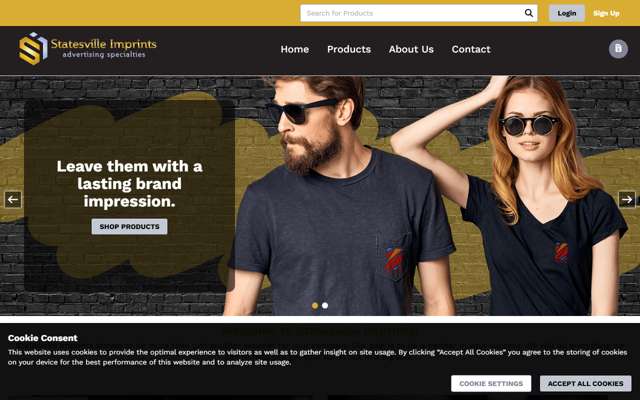 Search for Products
Login
Sign Up
Statesville Imprints
advertising specialties
Home
Products
About Us
Contact
Leave them with a
lasting brand
impression.
SHOP PRODUCTS
Cookie Consent
This website uses cookies to provide the optimal experience to visitors as well as to gather insight on site usage. By clicking "Accept All Cookies" you agree to the storing of cookies
on your device for the best performance of this website and to analyze site usage.
COOKIE SETTINGS
ACCEPT ALL COOKIES